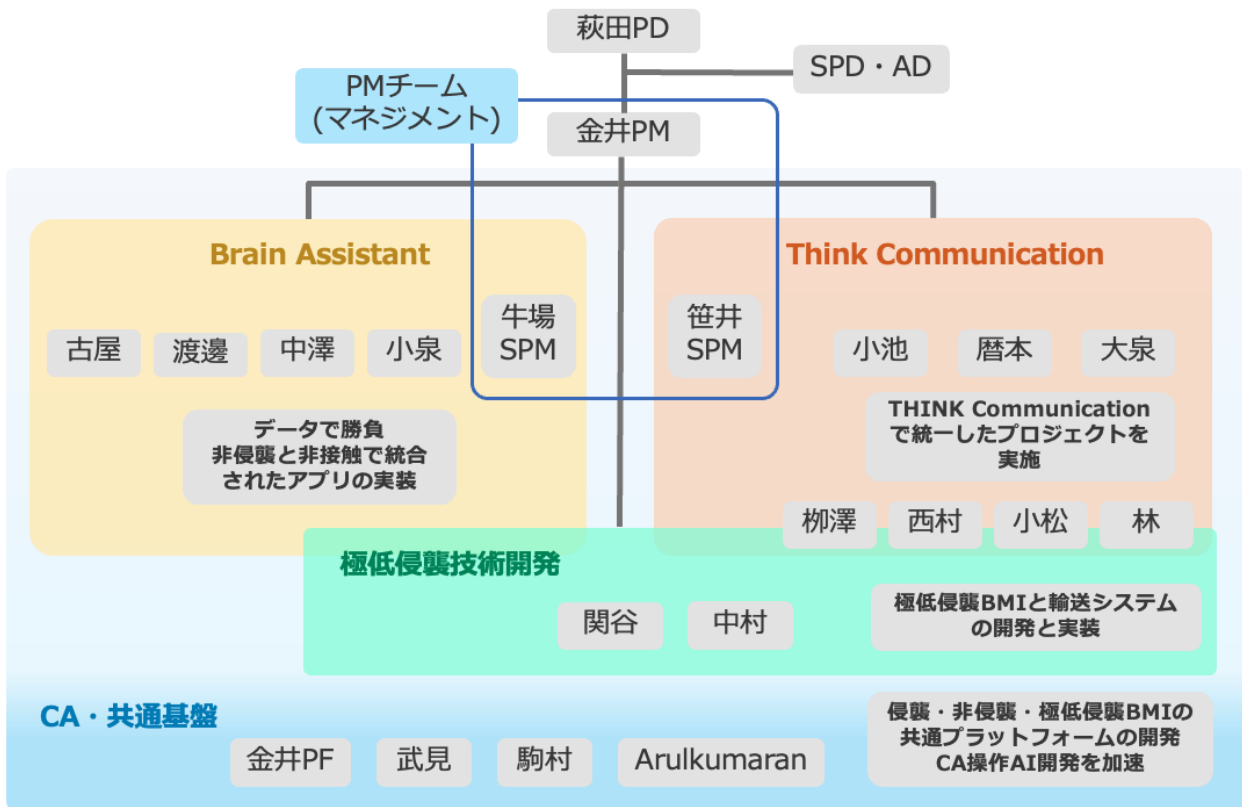 萩田PD
SPD・AD
PMチーム
(マネジメント)
金井PM
Brain Assistant
Think Communication
古屋
渡邊
中澤
小泉
牛場
SPM
笹井
SPM
小池
暦本
大泉
データで勝負
非侵襲と非接触で統合
されたアプリの実装
THINK Communication
で統一したプロジェクトを
実施
栁澤
西村
小松
林
極低侵襲技術開発
関谷
中村
極低侵襲BMIと輸送システム
の開発と実装
CA・共通基盤
金井PF
武見
駒村
Arulkumaran
侵襲・非侵襲・極低侵襲BMIの
共通プラットフォームの開発
CA操作AI開発を加速